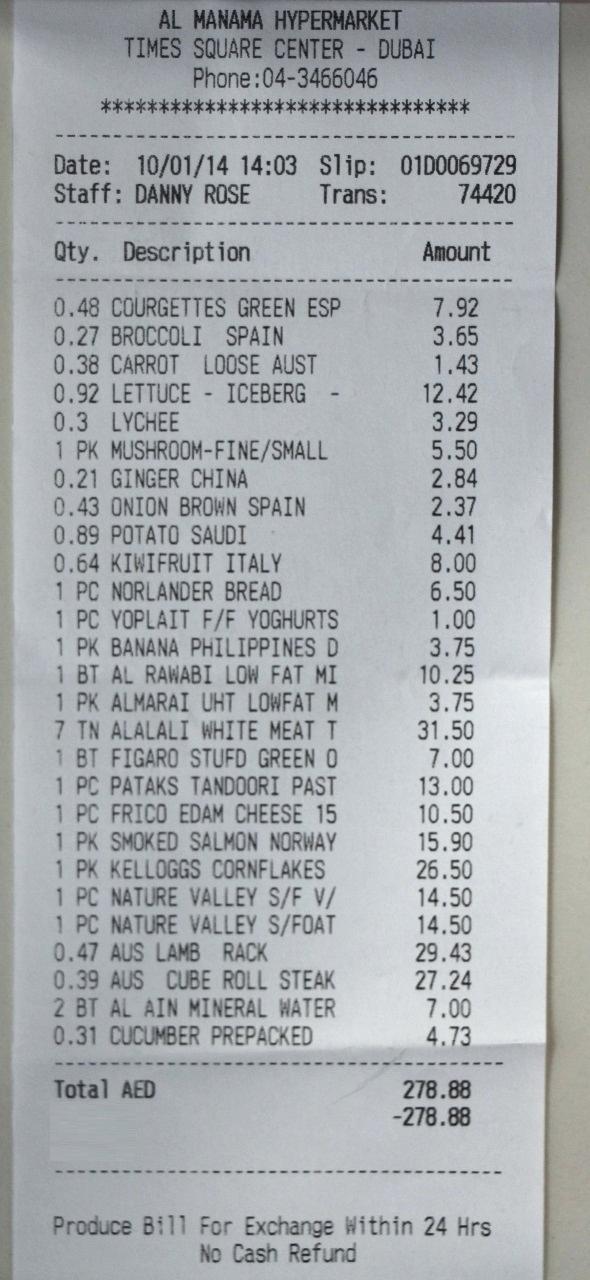 AL MANAMA HYPERMARKET
TIMES SQUARE CENTER - DUBAI
Phone:04-3466046
********************************
----------------------------------------
Date: 10/01/14 14:03 Slip: 01D0069729
Staff: DANNY ROSE Trans: 74420
----------------------------------------
Qty. Description Amount
----------------------------------------
0.48 COURGETTES GREEN ESP 7.92
0.27 BROCCOLI SPAIN 3.65
0.38 CARROT LOOSE AUST 1.43
0.92 LETTUCE - ICEBERG - 12.42
0.3 LYCHEE 3.29
1 PK MUSHROOM-FINE/SMALL 5.50
0.21 GINGER CHINA 2.84
0.43 ONION BROWN SPAIN 2.37
0.89 POTATO SAUDI 4.41
0.64 KIWIFRUIT ITALY 8.00
1 PC NORLANDER BREAD 6.50
1 PC YOPLAIT F/F YOGHURTS 1.00
1 PK BANANA PHILIPPINES D 3.75
1 BT AL RAWABI LOW FAT MI 10.25
1 PK ALMARAI UHT LOWFAT M 3.75
7 TN ALALALI WHITE MEAT T 31.50
1 BT FIGARO STUFD GREEN O 7.00
1 PC PATAKS TANDOORI PAST 13.00
1 PC FRICO EDAM CHEESE 15 10.50
1 PK SMOKED SALMON NORWAY 15.90
1 PK KELLOGGS CORNFLAKES 26.50
1 PC NATURE VALLEY S/F V/ 14.50
1 PC NATURE VALLEY S/FOAT 14.50
0.47 AUS LAMB RACK 29.43
0.39 AUS CUBE ROLL STEAK 27.24
2 BT AL AIN MINERAL WATER 7.00
0.31 CUCUMBER PREPACKED 4.73
----------------------------------------
Total AED 278.88
-278.88
----------------------------------------
Produce Bill For Exchange Within 24 Hrs
No Cash Refund